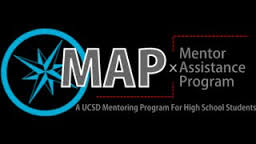 MAP
× Mentor
Assistance
Program
A UCSD Mentoring Program For High School Students